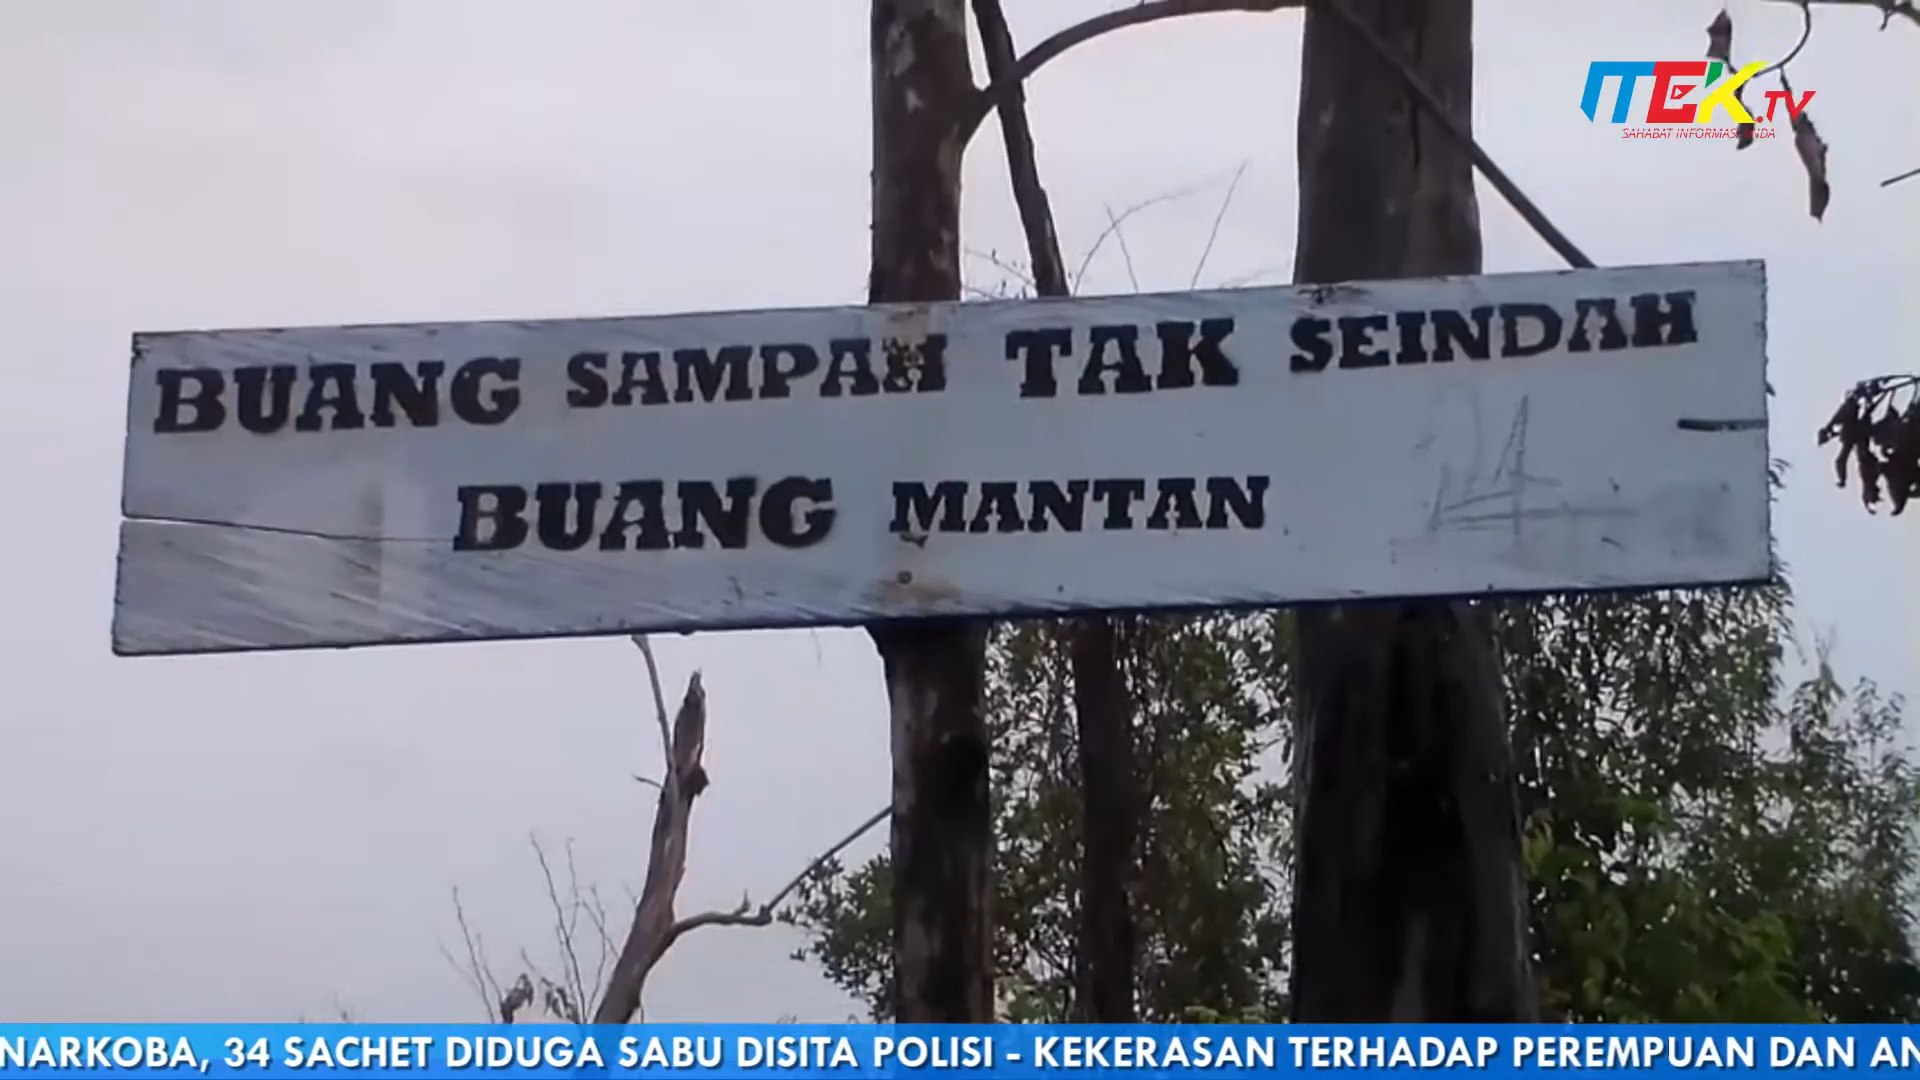 ITEK.TV
SAHABAT INFORMASI ANDA
BUANG SAMPAH TAK SEINDAH
BUANG MANTAN
NARKOBA, 34 SACHET DIDUGA SABU DISITA POLISI - KEKERASAN TERHADAP PEREMPUAN DAN AN